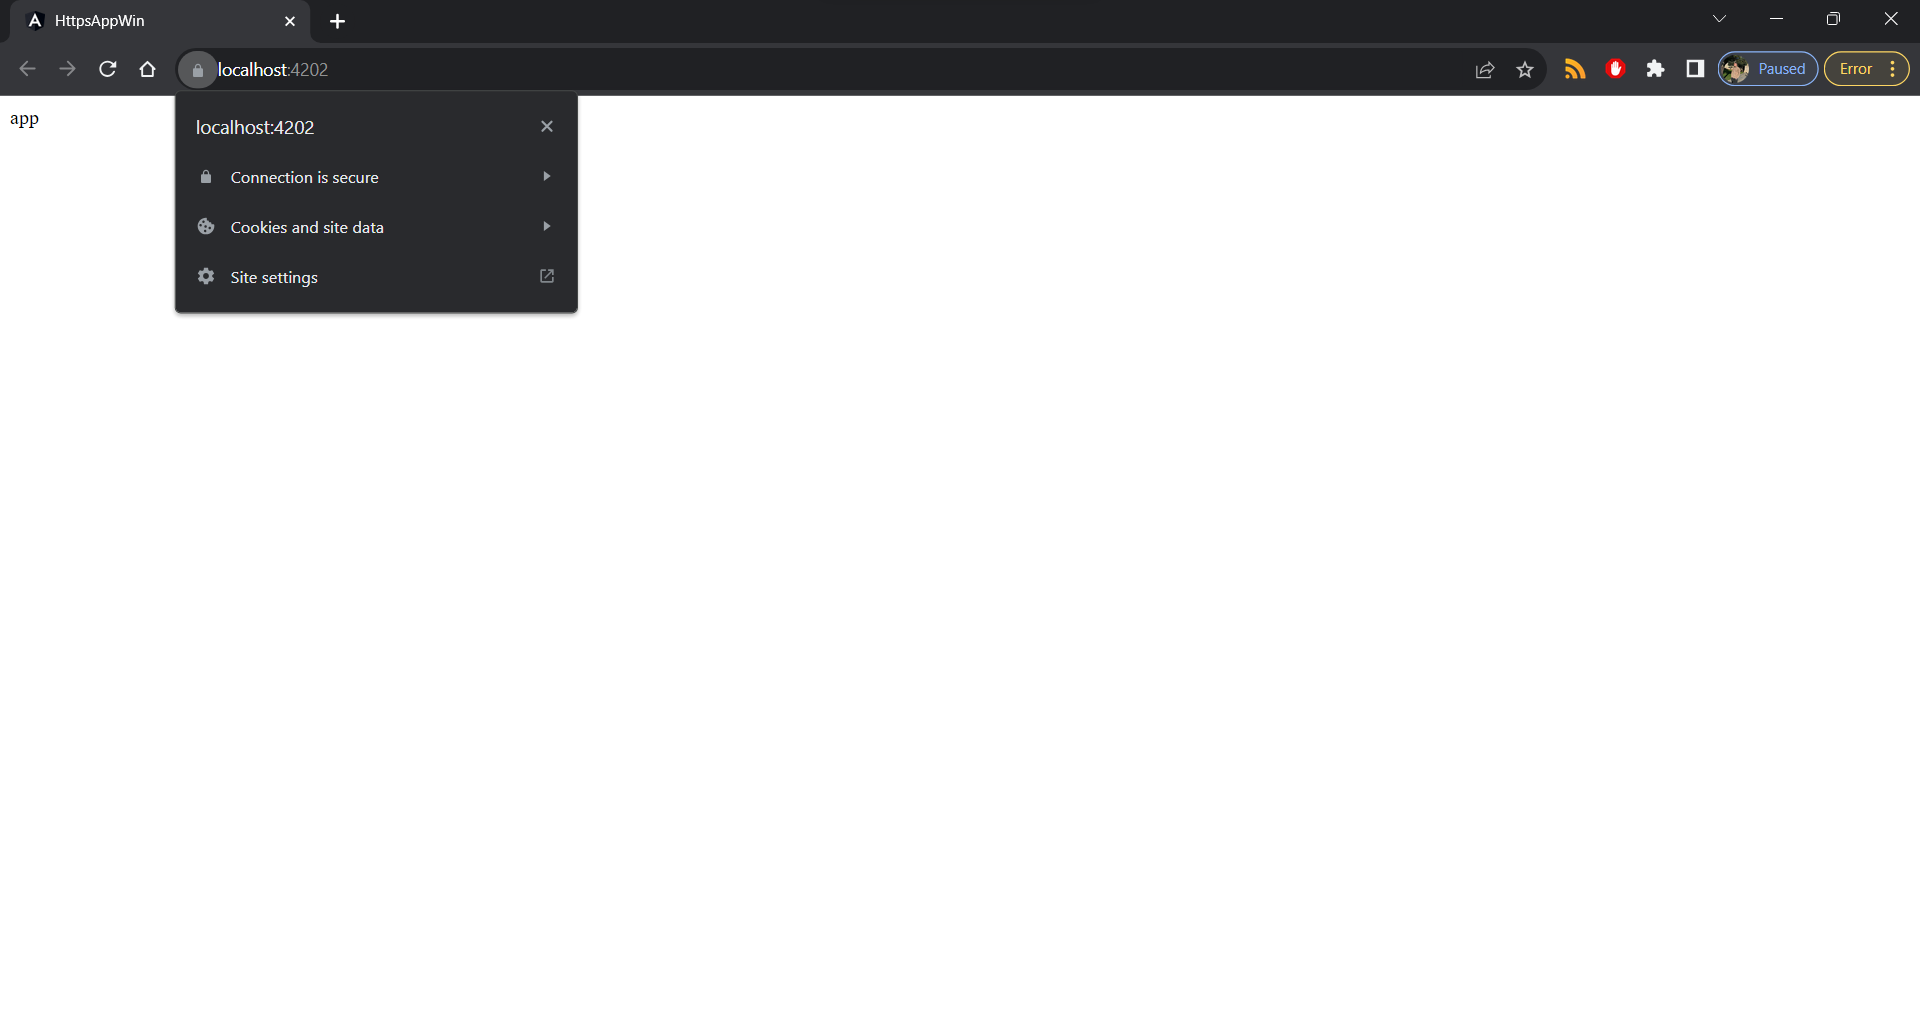 HttpsAppWin
localhost:4202
Paused
Error
app
localhost:4202
Connection is secure
Cookies and site data
Site settings